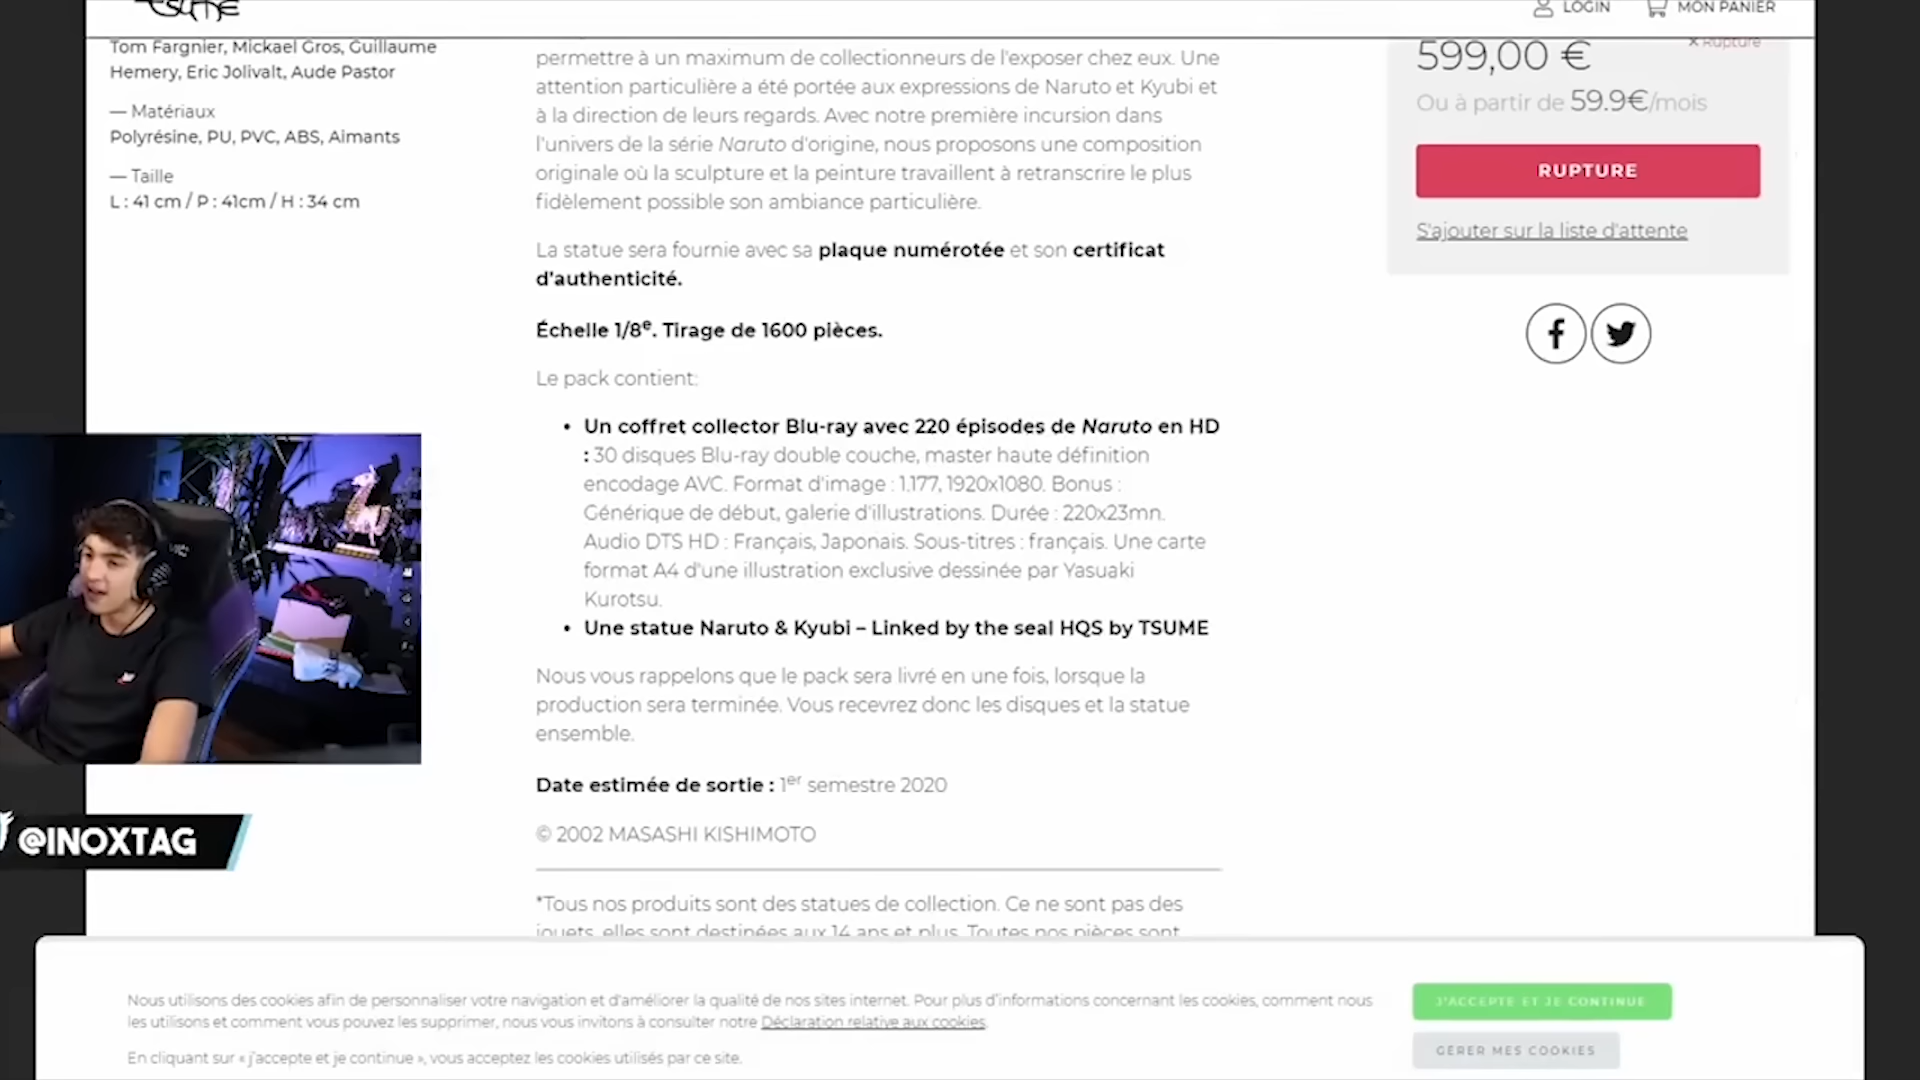 TSUME
LOGIN
MON PANIER
Tom Fargnier, Mickael Gros, Guillaume
Hemery, Eric Jolivalt, Aude Pastor
— Matériaux
Polyrésine, PU, PVC, ABS, Aimants
— Taille
L : 41 cm / P : 41cm / H : 34 cm
permettre à un maximum de collectionneurs de l'exposer chez eux. Une
attention particulière a été portée aux expressions de Naruto et Kyubi et
à la direction de leurs regards. Avec notre première incursion dans
l'univers de la série Naruto d'origine, nous proposons une composition
originale où la sculpture et la peinture travaillent à retranscrire le plus
fidèlement possible son ambiance particulière.
La statue sera fournie avec sa plaque numérotée et son certificat
d'authenticité.
Échelle 1/8e. Tirage de 1600 pièces.
Le pack contient:
• Un coffret collector Blu-ray avec 220 épisodes de Naruto en HD
: 30 disques Blu-ray double couche, master haute définition
encodage AVC. Format d'image : 1.177, 1920x1080. Bonus :
Générique de début, galerie d'illustrations. Durée : 220x23mn.
Audio DTS HD : Français, Japonais. Sous-titres : français. Une carte
format A4 d'une illustration exclusive dessinée par Yasuaki
Kurotsu.
• Une statue Naruto & Kyubi – Linked by the seal HQS by TSUME
Nous vous rappelons que le pack sera livré en une fois, lorsque la
production sera terminée. Vous recevrez donc les disques et la statue
ensemble.
Date estimée de sortie : 1er semestre 2020
© 2002 MASASHI KISHIMOTO
*Tous nos produits sont des statues de collection. Ce ne sont pas des
jouets, elles sont destinées aux 14 ans et plus. Toutes nos pièces sont
× Rupture
599,00 €
Ou à partir de 59.9€/mois
RUPTURE
S'ajouter sur la liste d'attente
@INOXTAG
Nous utilisons des cookies afin de personnaliser votre navigation et d'améliorer la qualité de nos sites internet. Pour plus d'informations concernant les cookies, comment nous
les utilisons et comment vous pouvez les supprimer, nous vous invitons à consulter notre Déclaration relative aux cookies.
En cliquant sur « j'accepte et je continue », vous acceptez les cookies utilisés par ce site.
J'ACCEPTE ET JE CONTINUE
GÉRER MES COOKIES